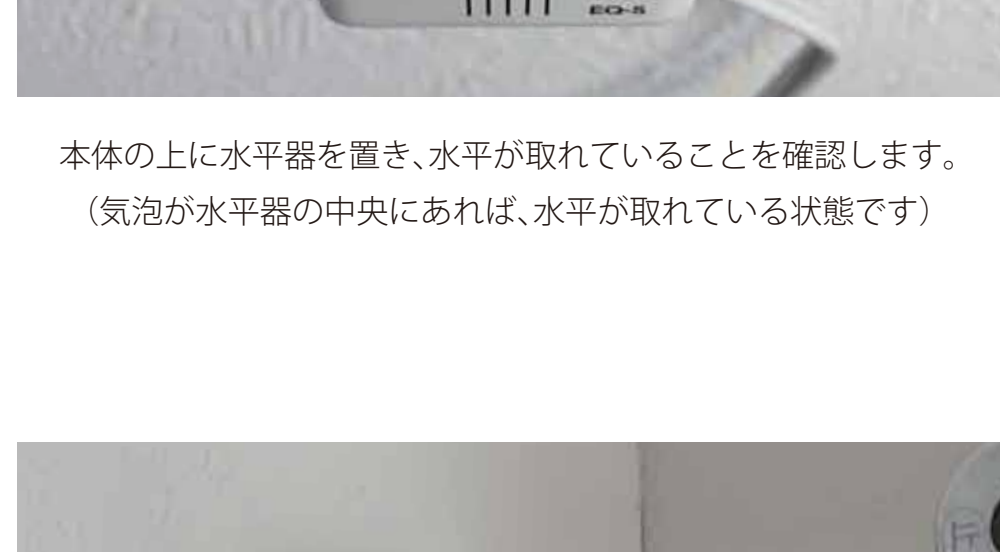 EQ-5
本体の上に水平器を置き、水平が取れていることを確認します。
（気泡が水平器の中央にあれば、水平が取れている状態です）